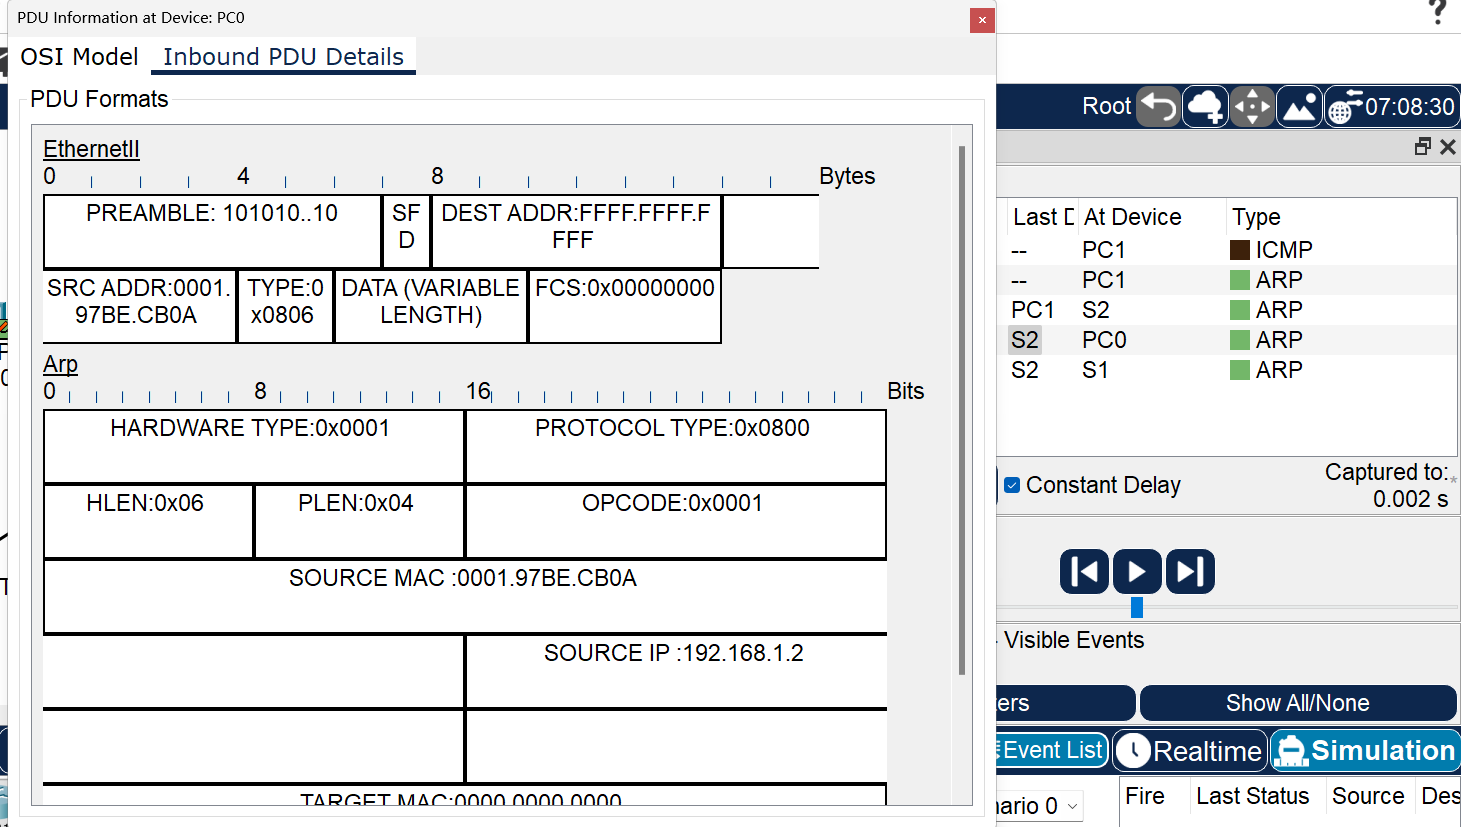 PDU Information at Device: PC0
OSI Model
Inbound PDU Details
PDU Formats
EthernetII
0 4 8 Bytes
PREAMBLE: 101010..10
SF
D
DEST ADDR:FFFF.FFFF.F
FFF
SRC ADDR:0001.
97BE.CB0A
TYPE:0
x0806
DATA (VARIABLE
LENGTH)
FCS:0x00000000
Arp
0 8 16 Bits
HARDWARE TYPE:0x0001
PROTOCOL TYPE:0x0800
HLEN:0x06
PLEN:0x04
OPCODE:0x0001
SOURCE MAC :0001.97BE.CB0A
SOURCE IP :192.168.1.2
TARGET MAC:0000.0000.0000
?
Root
07:08:30
Last D At Device Type
-- PC1 ICMP
-- PC1 ARP
PC1 S2 ARP
S2 PC0 ARP
S2 S1 ARP
Constant Delay
Captured to:
0.002 s
*
Visible Events
ers
Show All/None
Event List
Realtime
Simulation
nario 0
Fire Last Status Source Des